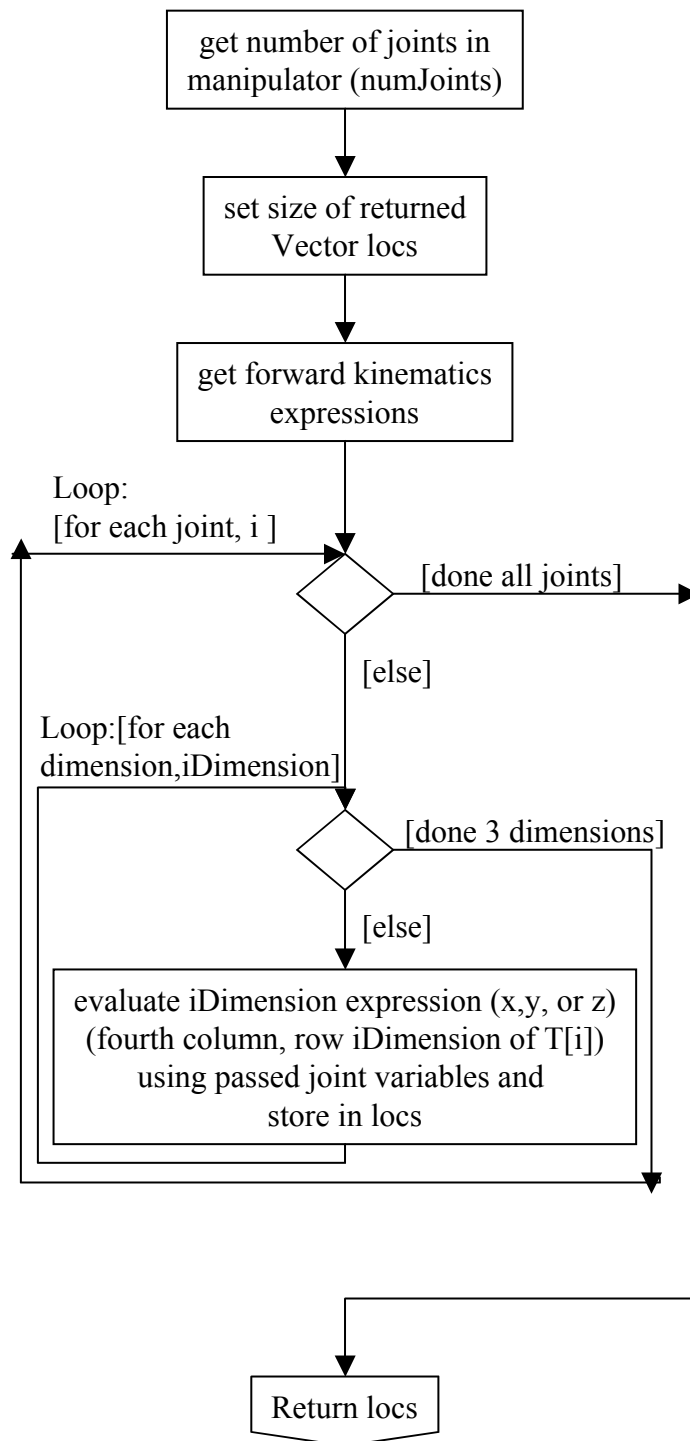 get number of joints in
manipulator (numJoints)
set size of returned
Vector locs
get forward kinematics
expressions
Loop:
[for each joint, i ]
[done all joints]
[else]
Loop:[for each
dimension,iDimension]
[done 3 dimensions]
[else]
evaluate iDimension expression (x,y, or z)
(fourth column, row iDimension of T[i])
using passed joint variables and
store in locs
Return locs